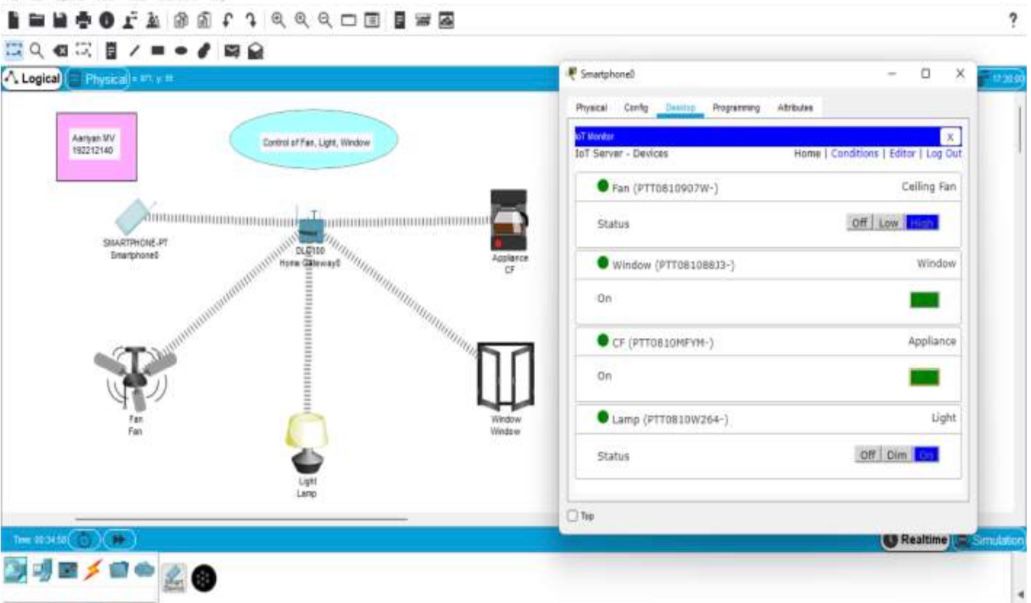 ?
Logical
Physical
Aariyan MV
192212140
Control of Fan, Light, Window
SMARTPHONE-PT
Smartphone0
DLC100
Home Gateway0
Appliance
CF
Fan
Fan
Light
Lamp
Window
Window
Smartphone0
Physical Config Desktop Programming Attributes
IoT Monitor X
IoT Server - Devices Home | Conditions | Editor | Log Out
Fan (PTT0810907W-) Ceiling Fan
Status Off Low High
Window (PTT0810BBJ3-) Window
On
CF (PTT0810MFYM-) Appliance
On
Lamp (PTT0810W264-) Light
Status Off Dim On
Top
Time: 00:34:50
Realtime Simulation